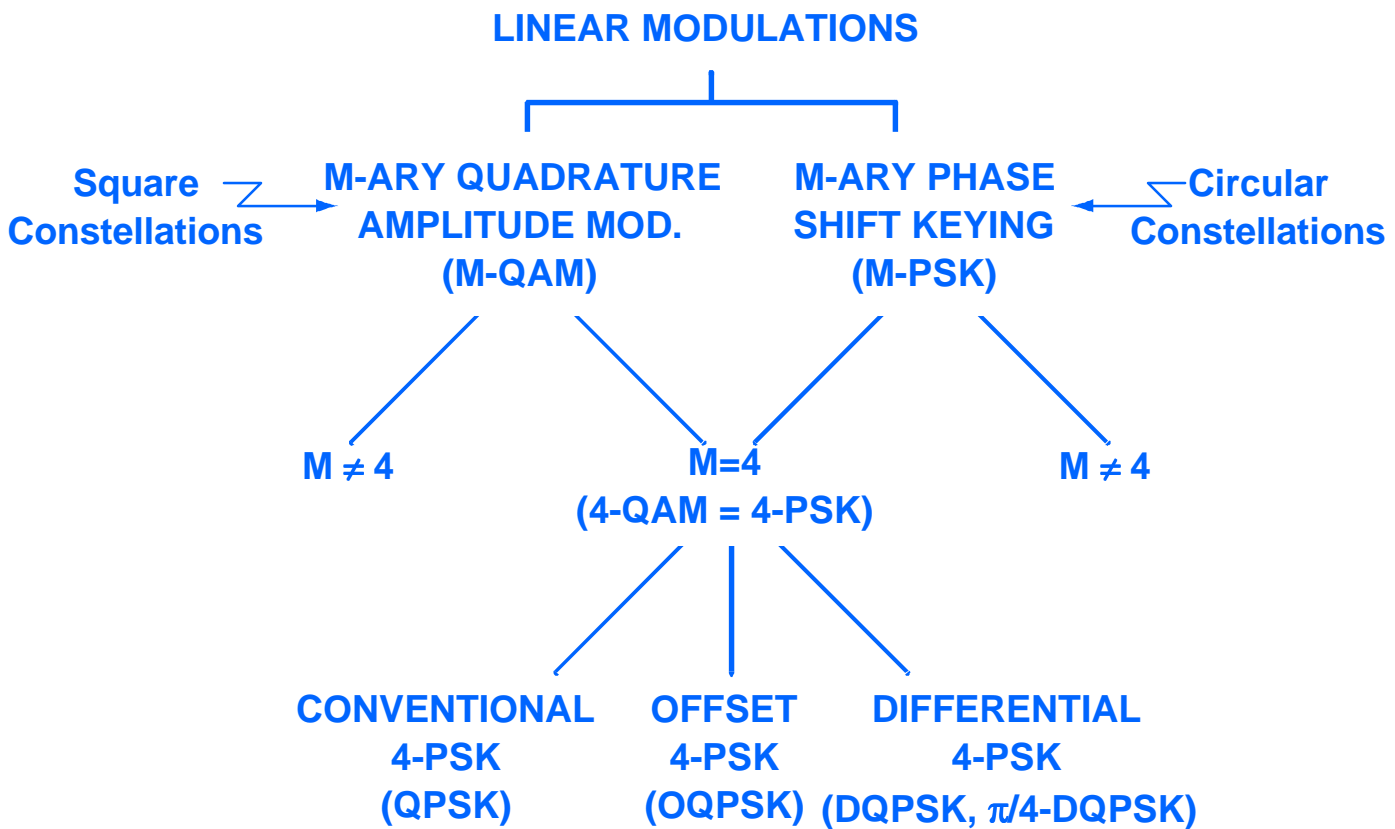 LINEAR MODULATIONS
Square
Constellations
M-ARY QUADRATURE
AMPLITUDE MOD.
(M-QAM)
M-ARY PHASE
SHIFT KEYING
(M-PSK)
Circular
Constellations
M ≠ 4
M=4
(4-QAM = 4-PSK)
M ≠ 4
CONVENTIONAL
4-PSK
(QPSK)
OFFSET
4-PSK
(OQPSK)
DIFFERENTIAL
4-PSK
(DQPSK, π/4-DQPSK)